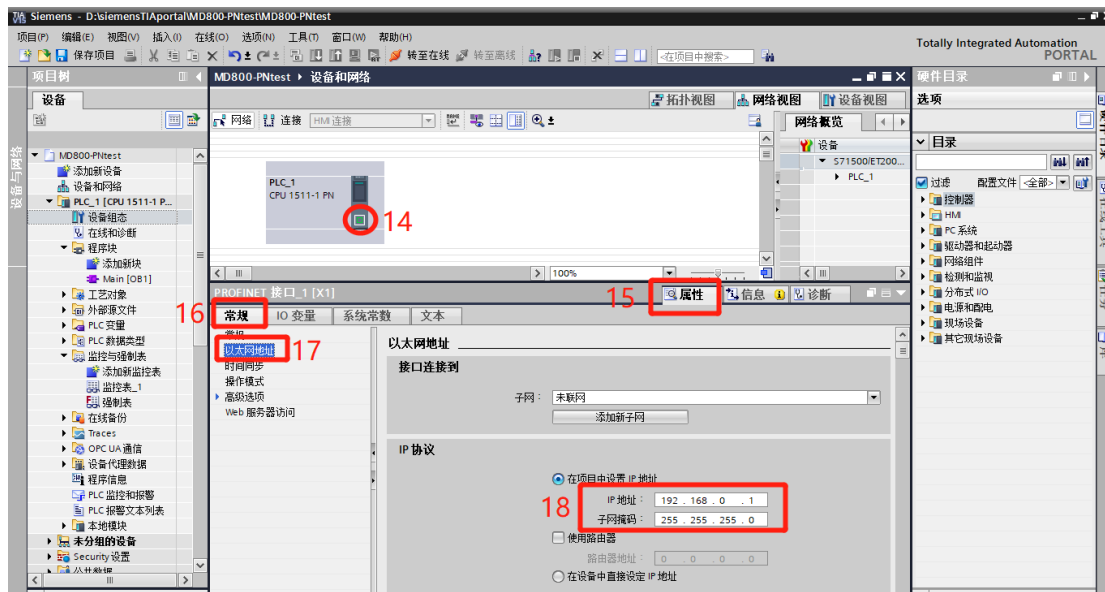 Siemens - D:\siemensTIAportal\MD800-PNtest\MD800-PNtest
项目(P) 编辑(E) 视图(V) 插入(I) 在线(O) 选项(N) 工具(T) 窗口(W) 帮助(H)
Totally Integrated Automation
PORTAL
保存项目 转至在线 转至离线 <在项目中搜索>
项目树
MD800-PNtest 设备和网络
硬件目录
设备
拓扑视图 网络视图 设备视图
选项
网络 连接 HMI 连接
网络概览
目录
设备
S71500/ET200...
PLC_1
过滤 配置文件 <全部>
控制器
HMI
PC 系统
驱动器和起动器
网络组件
检测和监视
分布式 I/O
电源和配电
现场设备
其它现场设备
设备与网络
MD800-PNtest
添加新设备
设备和网络
PLC_1 [CPU 1511-1 P...
设备组态
在线和诊断
程序块
添加新块
Main [OB1]
工艺对象
外部源文件
PLC 变量
PLC 数据类型
监控与强制表
添加新监控表
监控表_1
强制表
在线备份
Traces
OPC UA 通信
设备代理数据
程序信息
PLC 监控和报警
PLC 报警文本列表
本地模块
未分组的设备
Security 设置
公共数据
PLC_1
CPU 1511-1 PN
14
100%
PROFINET 接口_1 [X1]
15
属性 信息 诊断
16
常规 IO 变量 系统常数 文本
常规
以太网地址
17
时间同步
操作模式
高级选项
Web 服务器访问
以太网地址
接口连接到
子网: 未联网
添加新子网
IP 协议
在项目中设置 IP 地址
18
IP 地址: 192 . 168 . 0 . 1
子网掩码: 255 . 255 . 255 . 0
使用路由器
路由器地址: 0 . 0 . 0 . 0
在设备中直接设定 IP 地址